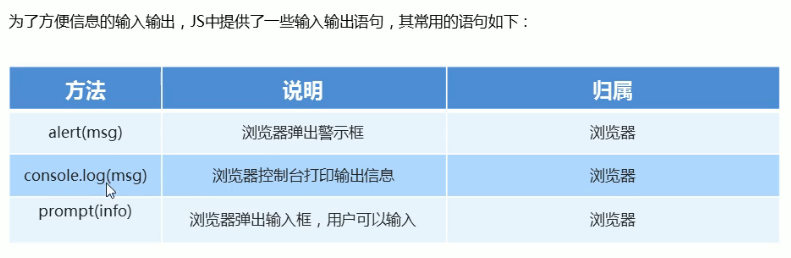 为了方便信息的输入输出，JS中提供了一些输入输出语句，其常用的语句如下：
方法 说明 归属
alert(msg) 浏览器弹出警示框 浏览器
console.log(msg) 浏览器控制台打印输出信息 浏览器
prompt(info) 浏览器弹出输入框，用户可以输入 浏览器